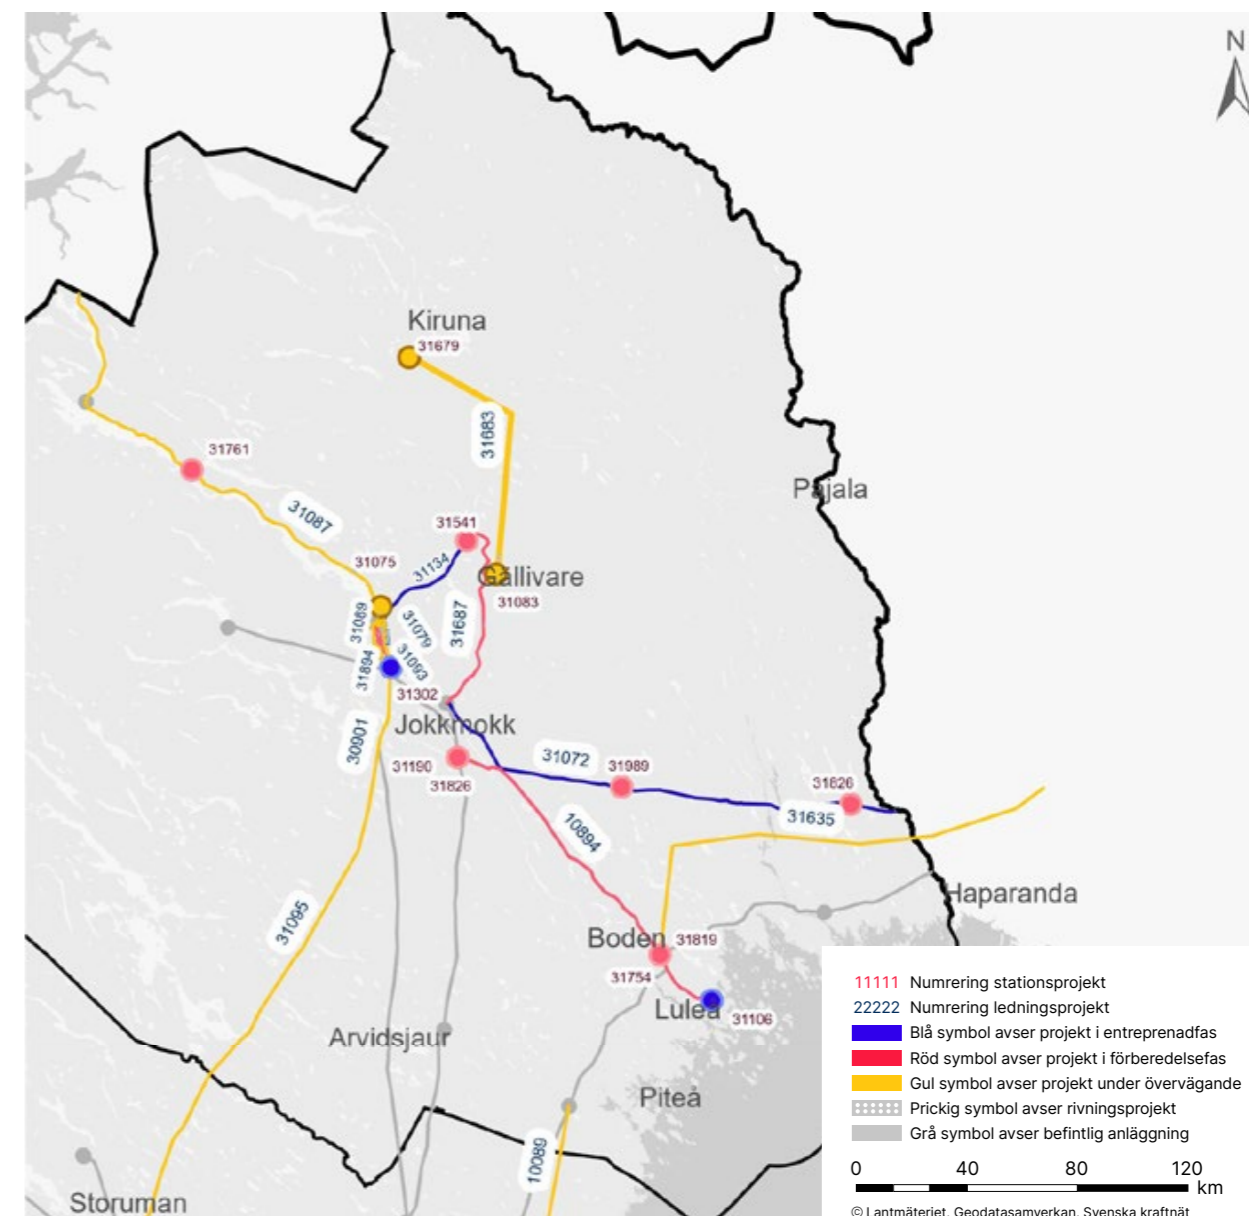 N
Kiruna
31679
31683
31761
Pajala
31087
31541
31075
31134
Gällivare
31083
31069
31079
31687
31093
31894
31302
Jokkmokk
30901
31072
31989
31190
31826
31626
31635
10894
Haparanda
31095
Boden
31819
31754
Luleå
31106
Arvidsjaur
Piteå
10089
Storuman
11111 Numrering stationsprojekt
22222 Numrering ledningsprojekt
Blå symbol avser projekt i entreprenadfas
Röd symbol avser projekt i förberedelsefas
Gul symbol avser projekt under övervägande
Prickig symbol avser rivningsprojekt
Grå symbol avser befintlig anläggning
0 40 80 120
km
© Lantmäteriet, Geodatasamverkan, Svenska kraftnät